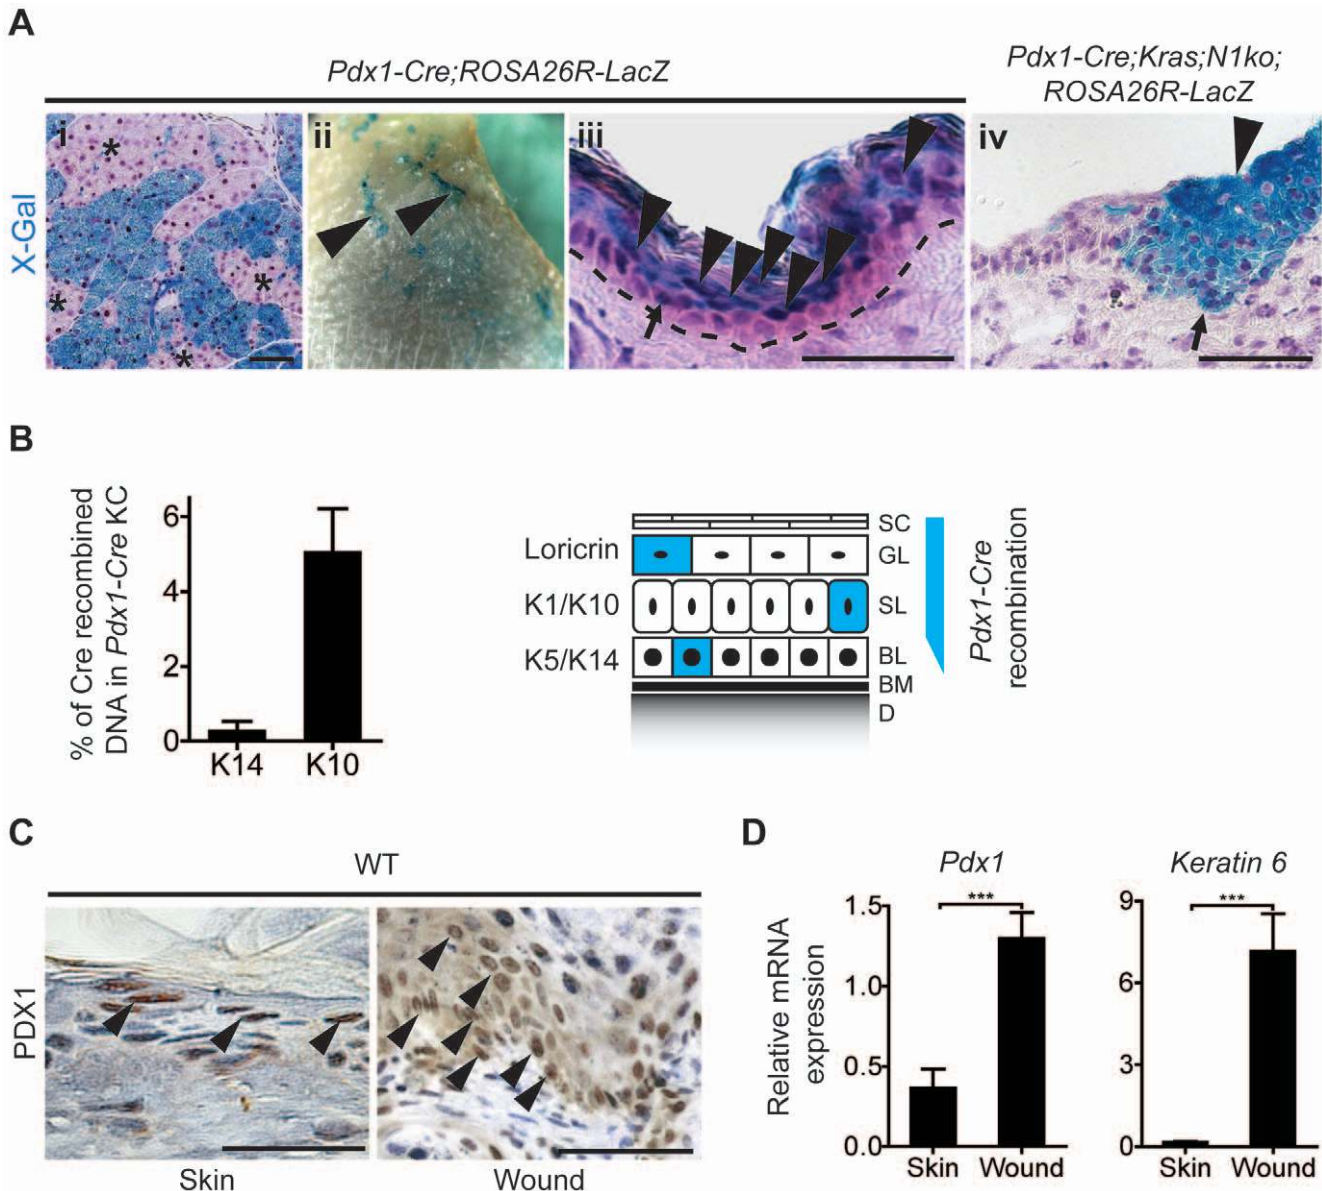 A
Pdx1-Cre;ROSA26R-LacZ
Pdx1-Cre;Kras;N1ko;
ROSA26R-LacZ
X-Gal
i
*
*
*
*
ii
iii
iv
B
% of Cre recombined
DNA in Pdx1-Cre KC
6
4
2
0
K14
K10
Loricrin
K1/K10
K5/K14
SC
GL
SL
BL
BM
D
Pdx1-Cre
recombination
C
WT
PDX1
Skin
Wound
D
Relative mRNA
expression
Pdx1
***
1.5
1.0
0.5
0.0
Skin
Wound
Keratin 6
***
9
6
3
0
Skin
Wound